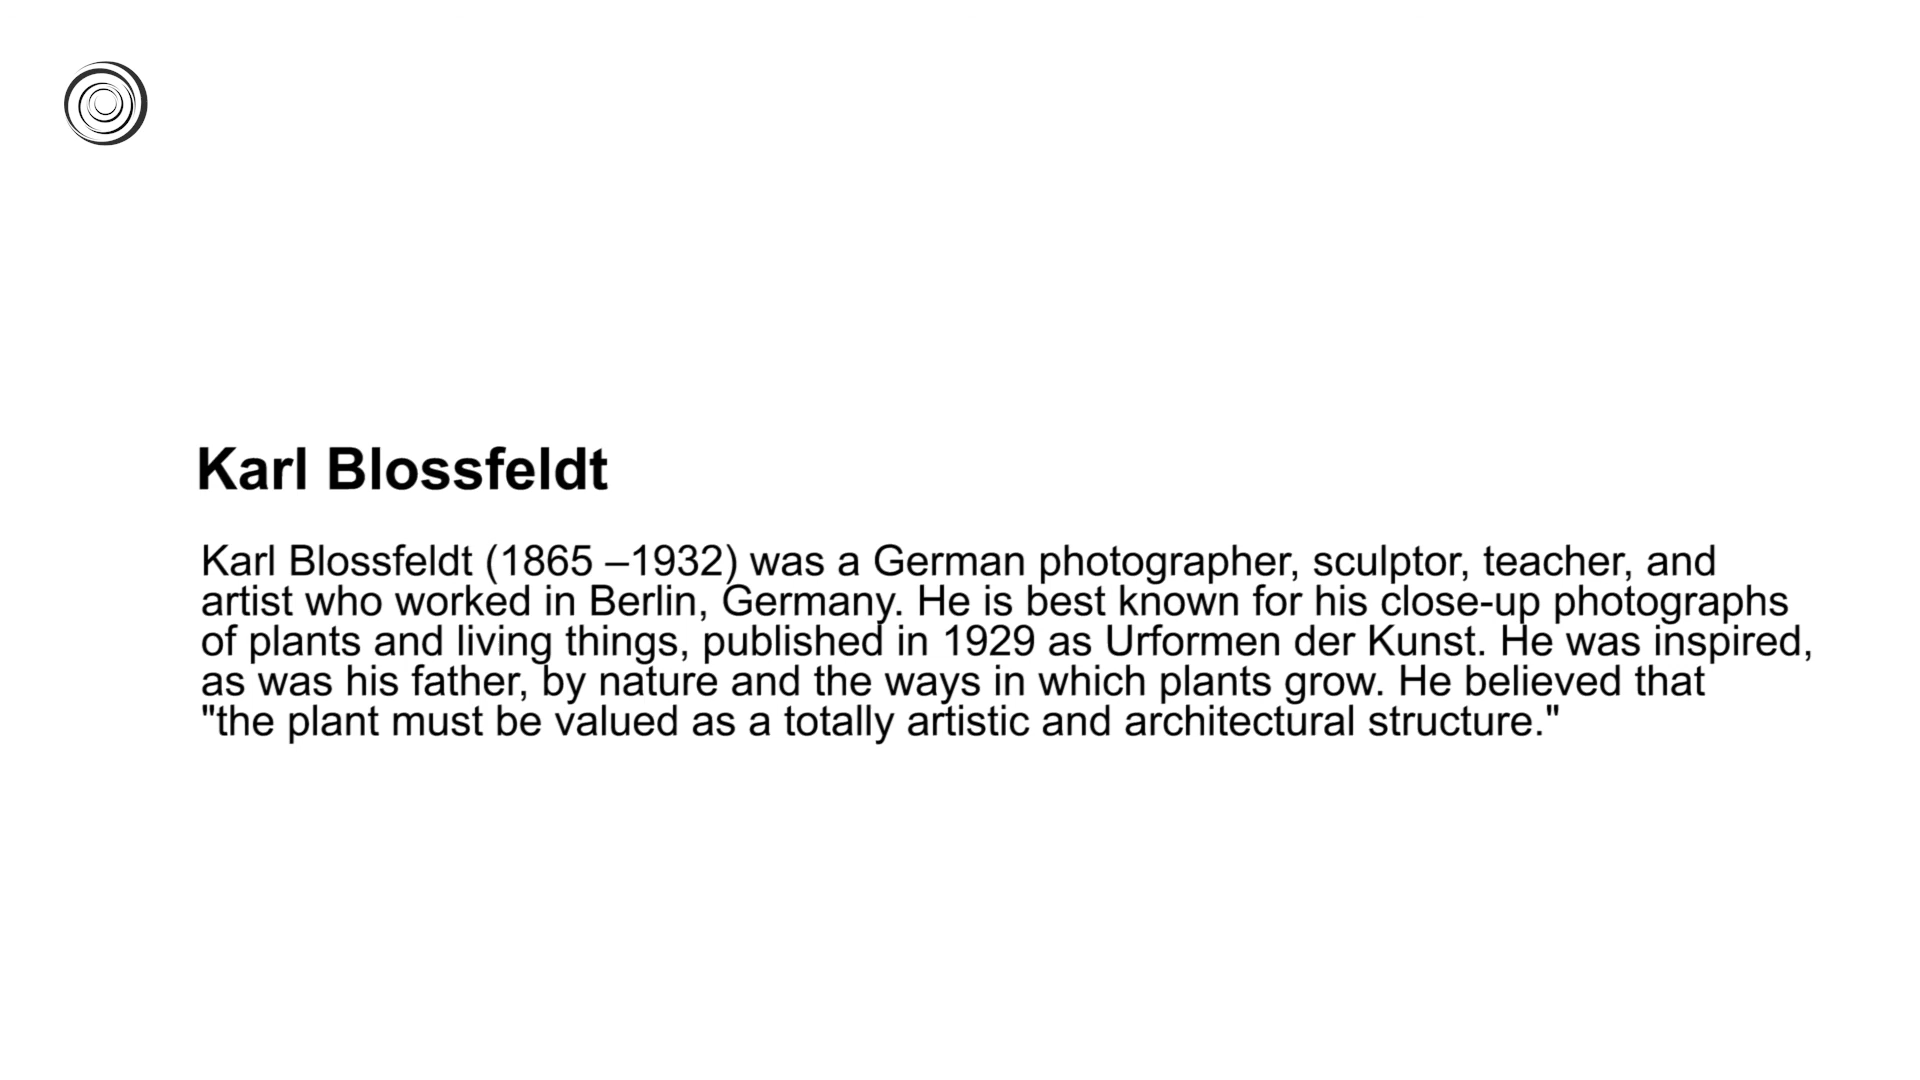 Karl Blossfeldt
Karl Blossfeldt (1865 –1932) was a German photographer, sculptor, teacher, and
artist who worked in Berlin, Germany. He is best known for his close-up photographs
of plants and living things, published in 1929 as Urformen der Kunst. He was inspired,
as was his father, by nature and the ways in which plants grow. He believed that
"the plant must be valued as a totally artistic and architectural structure."